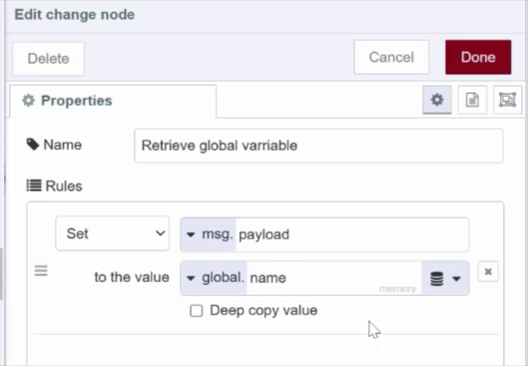 Edit change node
Delete
Cancel
Done
Properties
Name
Retrieve global varriable
Rules
Set
msg. payload
to the value
global. name
memory
Deep copy value